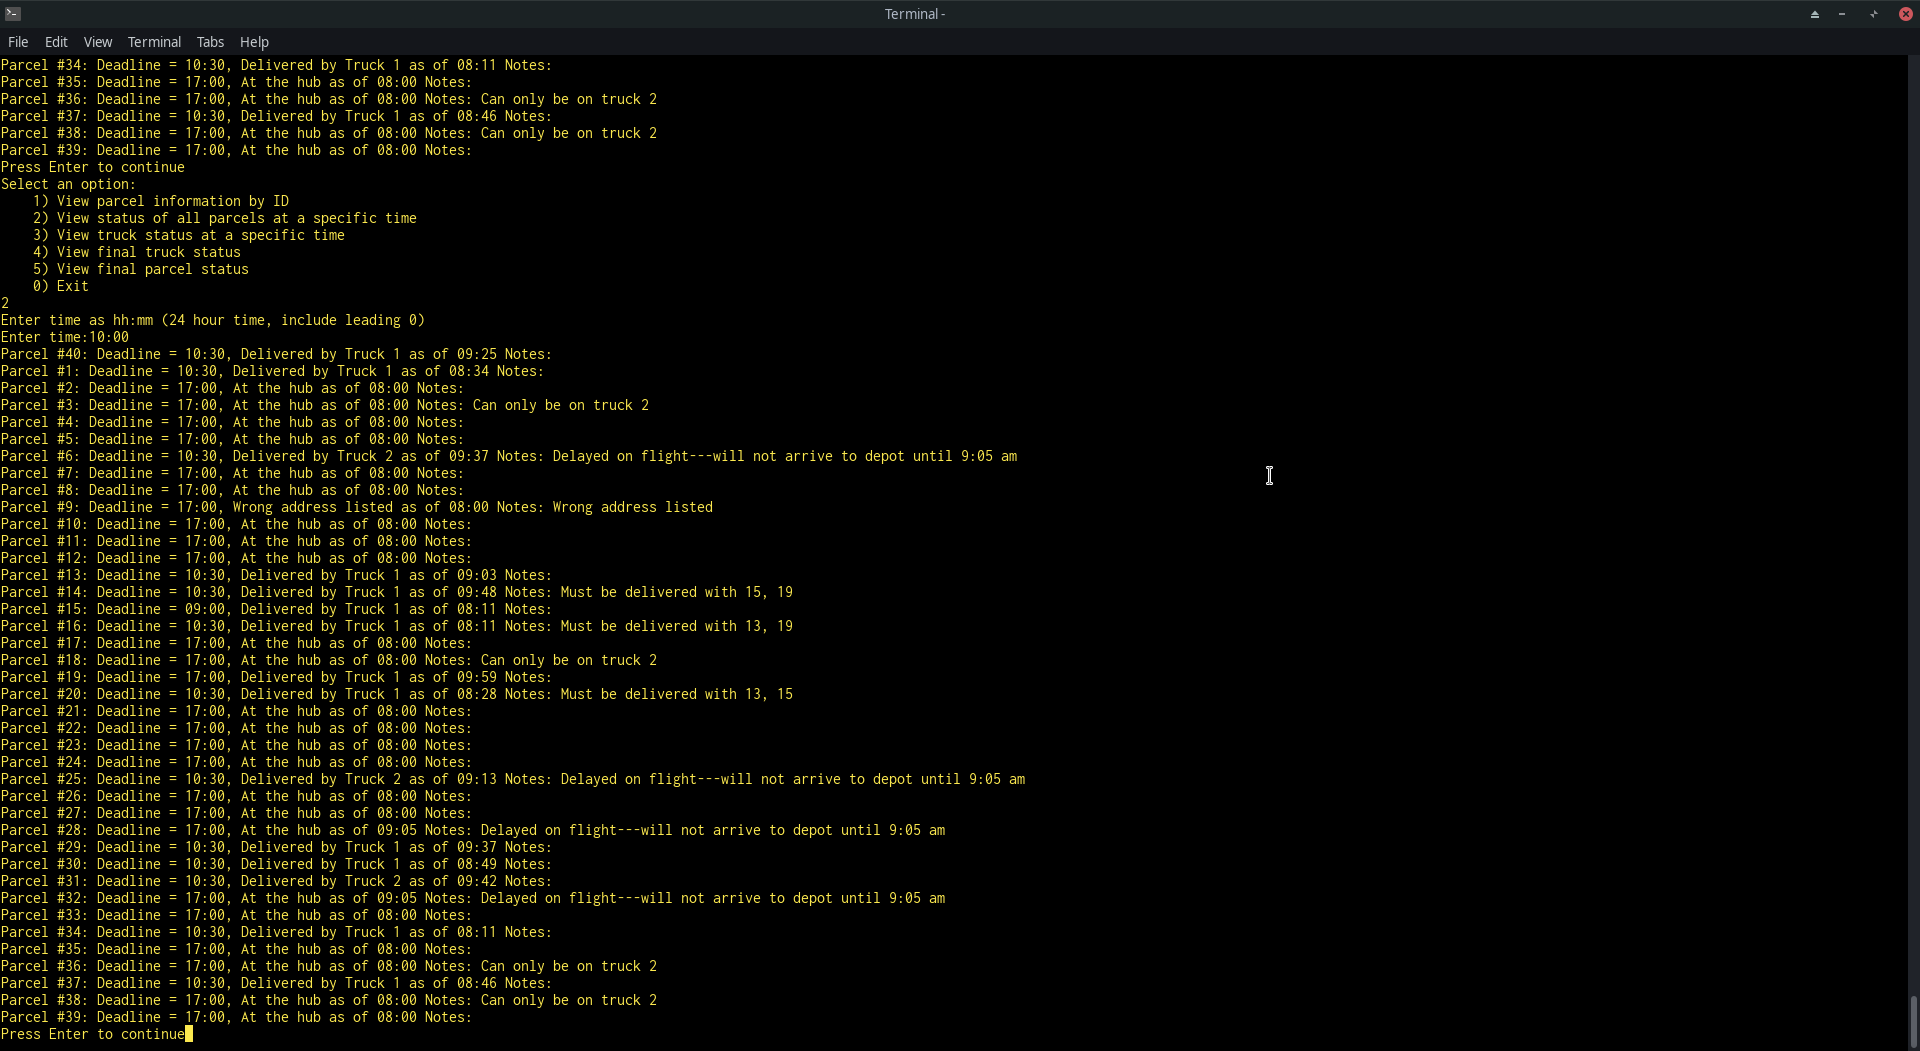 Terminal -
File Edit View Terminal Tabs Help
Parcel #34: Deadline = 10:30, Delivered by Truck 1 as of 08:11 Notes:
Parcel #35: Deadline = 17:00, At the hub as of 08:00 Notes:
Parcel #36: Deadline = 17:00, At the hub as of 08:00 Notes: Can only be on truck 2
Parcel #37: Deadline = 10:30, Delivered by Truck 1 as of 08:46 Notes:
Parcel #38: Deadline = 17:00, At the hub as of 08:00 Notes: Can only be on truck 2
Parcel #39: Deadline = 17:00, At the hub as of 08:00 Notes:
Press Enter to continue
Select an option:
    1) View parcel information by ID
    2) View status of all parcels at a specific time
    3) View truck status at a specific time
    4) View final truck status
    5) View final parcel status
    0) Exit
2
Enter time as hh:mm (24 hour time, include leading 0)
Enter time:10:00
Parcel #40: Deadline = 10:30, Delivered by Truck 1 as of 09:25 Notes:
Parcel #1: Deadline = 10:30, Delivered by Truck 1 as of 08:34 Notes:
Parcel #2: Deadline = 17:00, At the hub as of 08:00 Notes:
Parcel #3: Deadline = 17:00, At the hub as of 08:00 Notes: Can only be on truck 2
Parcel #4: Deadline = 17:00, At the hub as of 08:00 Notes:
Parcel #5: Deadline = 17:00, At the hub as of 08:00 Notes:
Parcel #6: Deadline = 10:30, Delivered by Truck 2 as of 09:37 Notes: Delayed on flight---will not arrive to depot until 9:05 am
Parcel #7: Deadline = 17:00, At the hub as of 08:00 Notes:
Parcel #8: Deadline = 17:00, At the hub as of 08:00 Notes:
Parcel #9: Deadline = 17:00, Wrong address listed as of 08:00 Notes: Wrong address listed
Parcel #10: Deadline = 17:00, At the hub as of 08:00 Notes:
Parcel #11: Deadline = 17:00, At the hub as of 08:00 Notes:
Parcel #12: Deadline = 17:00, At the hub as of 08:00 Notes:
Parcel #13: Deadline = 10:30, Delivered by Truck 1 as of 09:03 Notes:
Parcel #14: Deadline = 10:30, Delivered by Truck 1 as of 09:48 Notes: Must be delivered with 15, 19
Parcel #15: Deadline = 09:00, Delivered by Truck 1 as of 08:11 Notes:
Parcel #16: Deadline = 10:30, Delivered by Truck 1 as of 08:11 Notes: Must be delivered with 13, 19
Parcel #17: Deadline = 17:00, At the hub as of 08:00 Notes:
Parcel #18: Deadline = 17:00, At the hub as of 08:00 Notes: Can only be on truck 2
Parcel #19: Deadline = 17:00, Delivered by Truck 1 as of 09:59 Notes:
Parcel #20: Deadline = 10:30, Delivered by Truck 1 as of 08:28 Notes: Must be delivered with 13, 15
Parcel #21: Deadline = 17:00, At the hub as of 08:00 Notes:
Parcel #22: Deadline = 17:00, At the hub as of 08:00 Notes:
Parcel #23: Deadline = 17:00, At the hub as of 08:00 Notes:
Parcel #24: Deadline = 17:00, At the hub as of 08:00 Notes:
Parcel #25: Deadline = 10:30, Delivered by Truck 2 as of 09:13 Notes: Delayed on flight---will not arrive to depot until 9:05 am
Parcel #26: Deadline = 17:00, At the hub as of 08:00 Notes:
Parcel #27: Deadline = 17:00, At the hub as of 08:00 Notes:
Parcel #28: Deadline = 17:00, At the hub as of 09:05 Notes: Delayed on flight---will not arrive to depot until 9:05 am
Parcel #29: Deadline = 10:30, Delivered by Truck 1 as of 09:37 Notes:
Parcel #30: Deadline = 10:30, Delivered by Truck 1 as of 08:49 Notes:
Parcel #31: Deadline = 10:30, Delivered by Truck 2 as of 09:42 Notes:
Parcel #32: Deadline = 17:00, At the hub as of 09:05 Notes: Delayed on flight---will not arrive to depot until 9:05 am
Parcel #33: Deadline = 17:00, At the hub as of 08:00 Notes:
Parcel #34: Deadline = 10:30, Delivered by Truck 1 as of 08:11 Notes:
Parcel #35: Deadline = 17:00, At the hub as of 08:00 Notes:
Parcel #36: Deadline = 17:00, At the hub as of 08:00 Notes: Can only be on truck 2
Parcel #37: Deadline = 10:30, Delivered by Truck 1 as of 08:46 Notes:
Parcel #38: Deadline = 17:00, At the hub as of 08:00 Notes: Can only be on truck 2
Parcel #39: Deadline = 17:00, At the hub as of 08:00 Notes:
Press Enter to continue